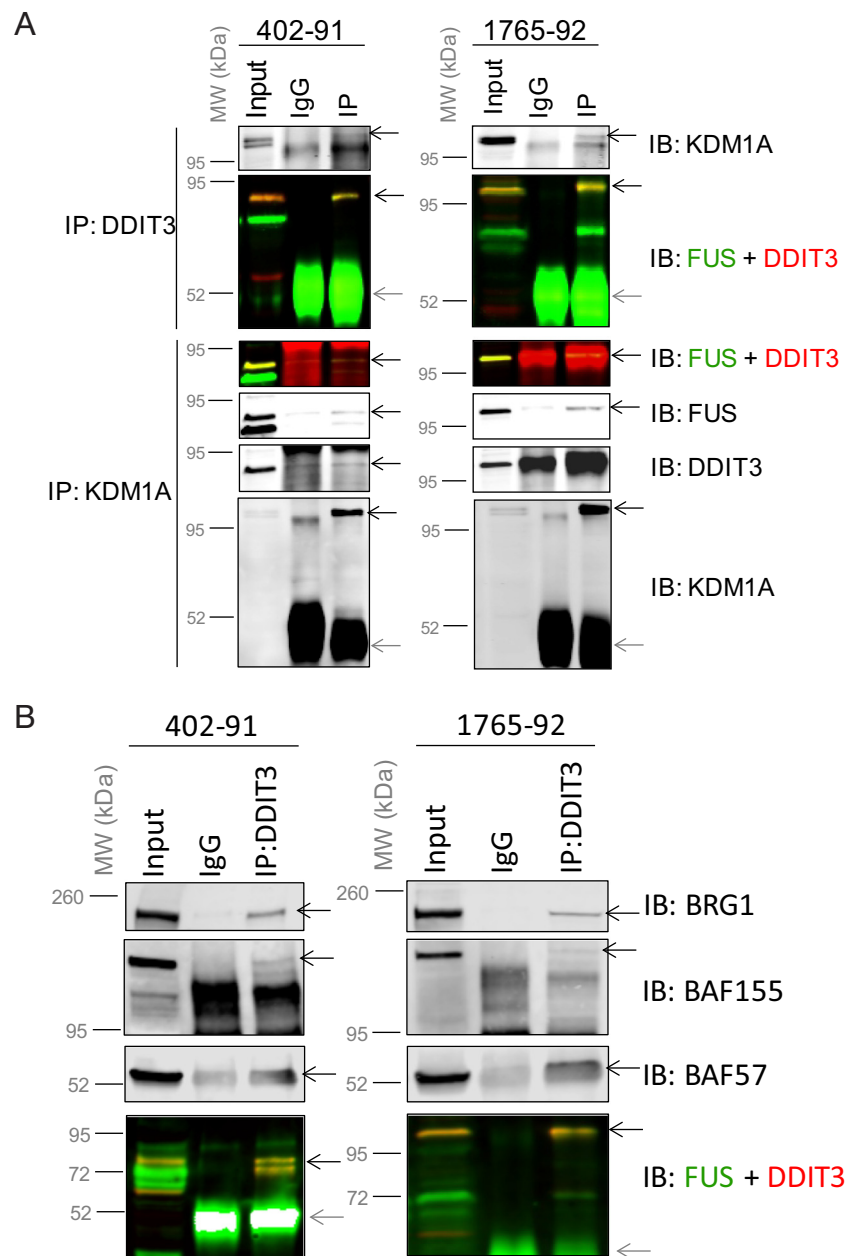 A
402-91
1765-92
MW (kDa)
Input
IgG
IP
MW (kDa)
Input
IgG
IP
IP: DDIT3
95
95
IB: KDM1A
95
52
95
52
IB: FUS + DDIT3
IP: KDM1A
95
95
IB: FUS + DDIT3
95
95
IB: FUS
95
95
IB: DDIT3
95
52
95
52
IB: KDM1A
B
402-91
1765-92
MW (kDa)
Input
IgG
IP:DDIT3
MW (kDa)
Input
IgG
IP:DDIT3
260
260
IB: BRG1
95
95
IB: BAF155
52
52
IB: BAF57
95
72
52
95
72
IB: FUS + DDIT3